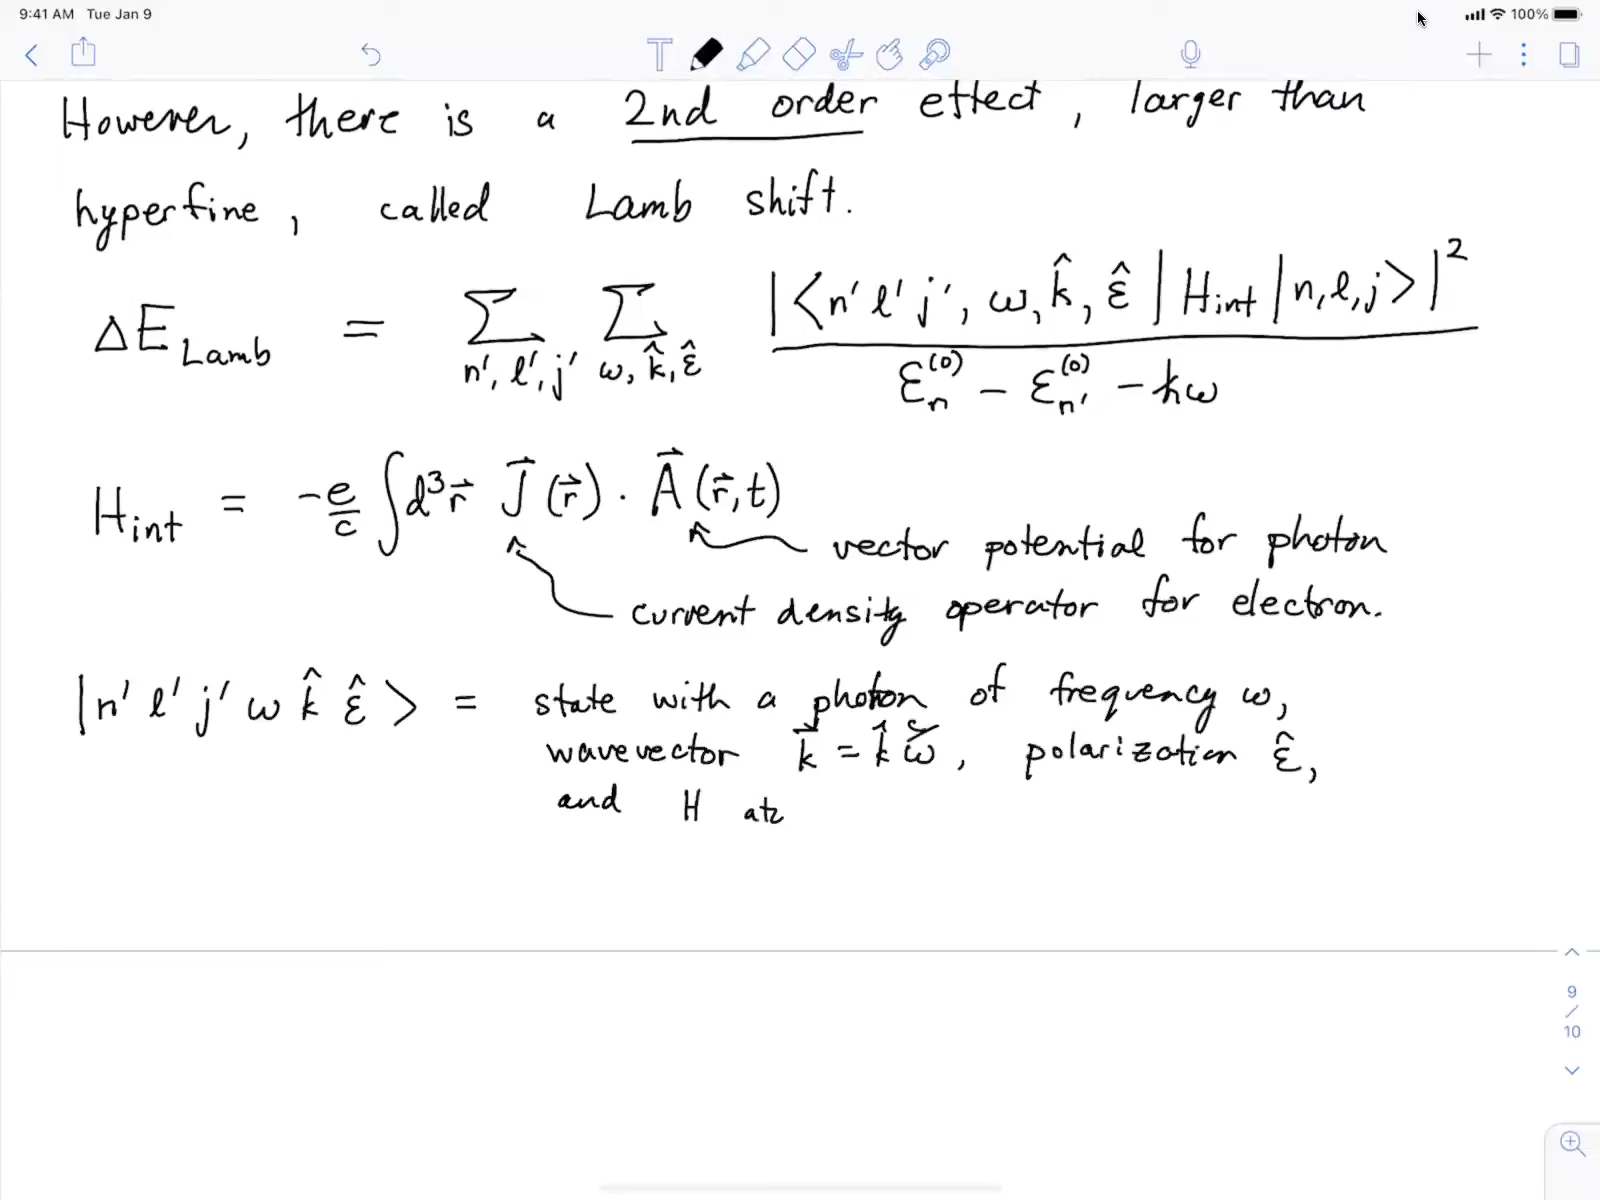 9:41 AM Tue Jan 9
100%
However, there is a 2nd order effect, larger than
hyperfine, called Lamb shift.
ΔE_Lamb = Σ_{n', l', j'} Σ_{ω, k̂, ε̂} |<n' l' j', ω, k̂, ε̂ | H_int | n, l, j>|² / (ε_n^(0) - ε_n'^(0) - ħω)
H_int = -e/c ∫d³r⃗ J⃗(r⃗) · A⃗(r⃗, t)
vector potential for photon
current density operator for electron.
|n' l' j' ω k̂ ε̂ > = state with a photon of frequency ω,
wavevector k⃗ = k̂ ω, polarization ε̂,
and H at
9
/
10